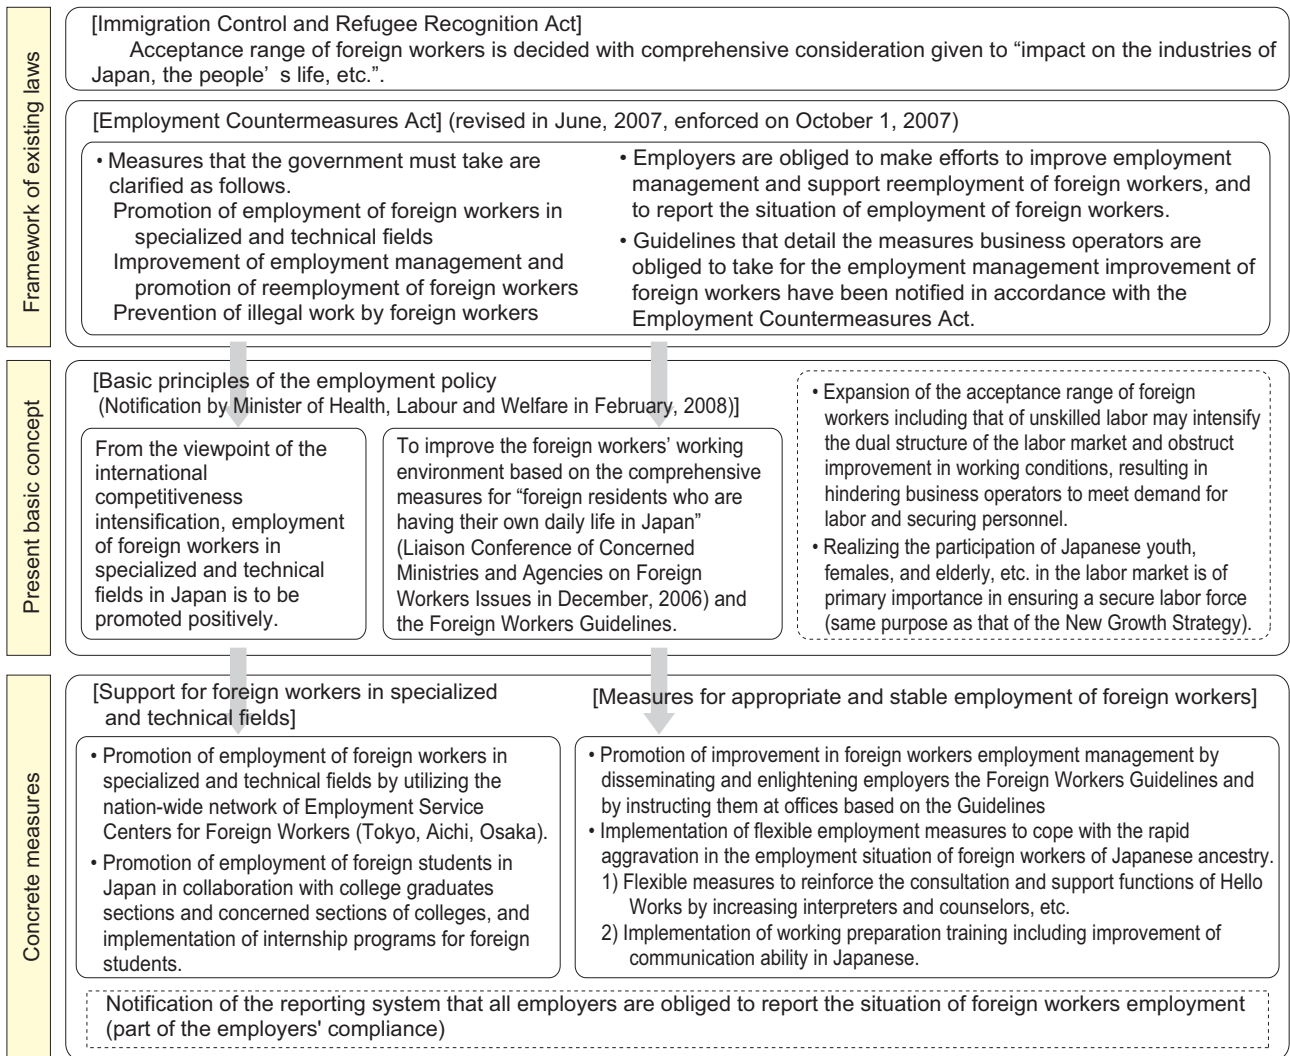 Framework of existing laws
[Immigration Control and Refugee Recognition Act]
Acceptance range of foreign workers is decided with comprehensive consideration given to “impact on the industries of
Japan, the people’ s life, etc.”.
[Employment Countermeasures Act] (revised in June, 2007, enforced on October 1, 2007)
• Measures that the government must take are
clarified as follows.
Promotion of employment of foreign workers in
specialized and technical fields
Improvement of employment management and
promotion of reemployment of foreign workers
Prevention of illegal work by foreign workers
• Employers are obliged to make efforts to improve employment
management and support reemployment of foreign workers, and
to report the situation of employment of foreign workers.
• Guidelines that detail the measures business operators are
obliged to take for the employment management improvement of
foreign workers have been notified in accordance with the
Employment Countermeasures Act.
Present basic concept
[Basic principles of the employment policy
(Notification by Minister of Health, Labour and Welfare in February, 2008)]
From the viewpoint of the
international
competitiveness
intensification, employment
of foreign workers in
specialized and technical
fields in Japan is to be
promoted positively.
To improve the foreign workers’ working
environment based on the comprehensive
measures for “foreign residents who are
having their own daily life in Japan”
(Liaison Conference of Concerned
Ministries and Agencies on Foreign
Workers Issues in December, 2006) and
the Foreign Workers Guidelines.
• Expansion of the acceptance range of foreign
workers including that of unskilled labor may intensify
the dual structure of the labor market and obstruct
improvement in working conditions, resulting in
hindering business operators to meet demand for
labor and securing personnel.
• Realizing the participation of Japanese youth,
females, and elderly, etc. in the labor market is of
primary importance in ensuring a secure labor force
(same purpose as that of the New Growth Strategy).
Concrete measures
[Support for foreign workers in specialized
and technical fields]
• Promotion of employment of foreign workers in
specialized and technical fields by utilizing the
nation-wide network of Employment Service
Centers for Foreign Workers (Tokyo, Aichi, Osaka).
• Promotion of employment of foreign students in
Japan in collaboration with college graduates
sections and concerned sections of colleges, and
implementation of internship programs for foreign
students.
[Measures for appropriate and stable employment of foreign workers]
• Promotion of improvement in foreign workers employment management by
disseminating and enlightening employers the Foreign Workers Guidelines and
by instructing them at offices based on the Guidelines
• Implementation of flexible employment measures to cope with the rapid
aggravation in the employment situation of foreign workers of Japanese ancestry.
1) Flexible measures to reinforce the consultation and support functions of Hello
Works by increasing interpreters and counselors, etc.
2) Implementation of working preparation training including improvement of
communication ability in Japanese.
Notification of the reporting system that all employers are obliged to report the situation of foreign workers employment
(part of the employers' compliance)